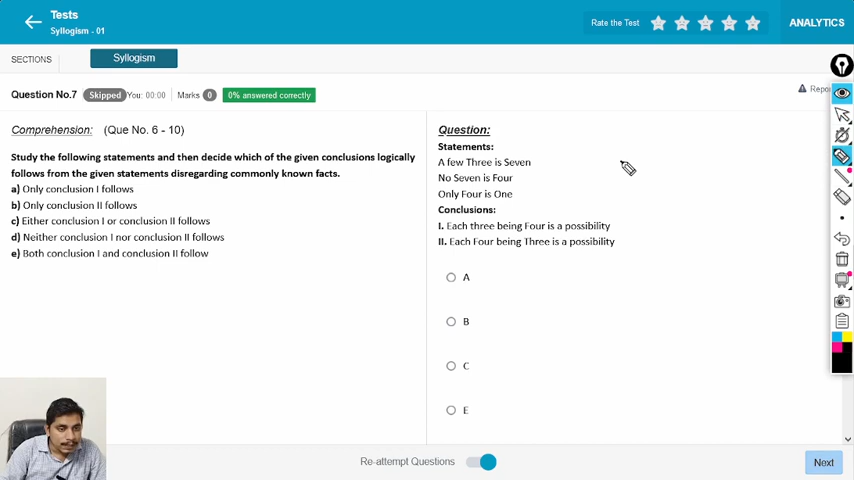 Tests
Syllogism - 01
Rate the Test
ANALYTICS
SECTIONS
Syllogism
Question No.7
Skipped
You: 00:00
Marks
0
0% answered correctly
Comprehension: (Que No. 6 - 10)
Study the following statements and then decide which of the given conclusions logically
follows from the given statements disregarding commonly known facts.
a) Only conclusion I follows
b) Only conclusion II follows
c) Either conclusion I or conclusion II follows
d) Neither conclusion I nor conclusion II follows
e) Both conclusion I and conclusion II follow
Question:
Statements:
A few Three is Seven
No Seven is Four
Only Four is One
Conclusions:
I. Each three being Four is a possibility
II. Each Four being Three is a possibility
A
B
C
E
Re-attempt Questions
Next